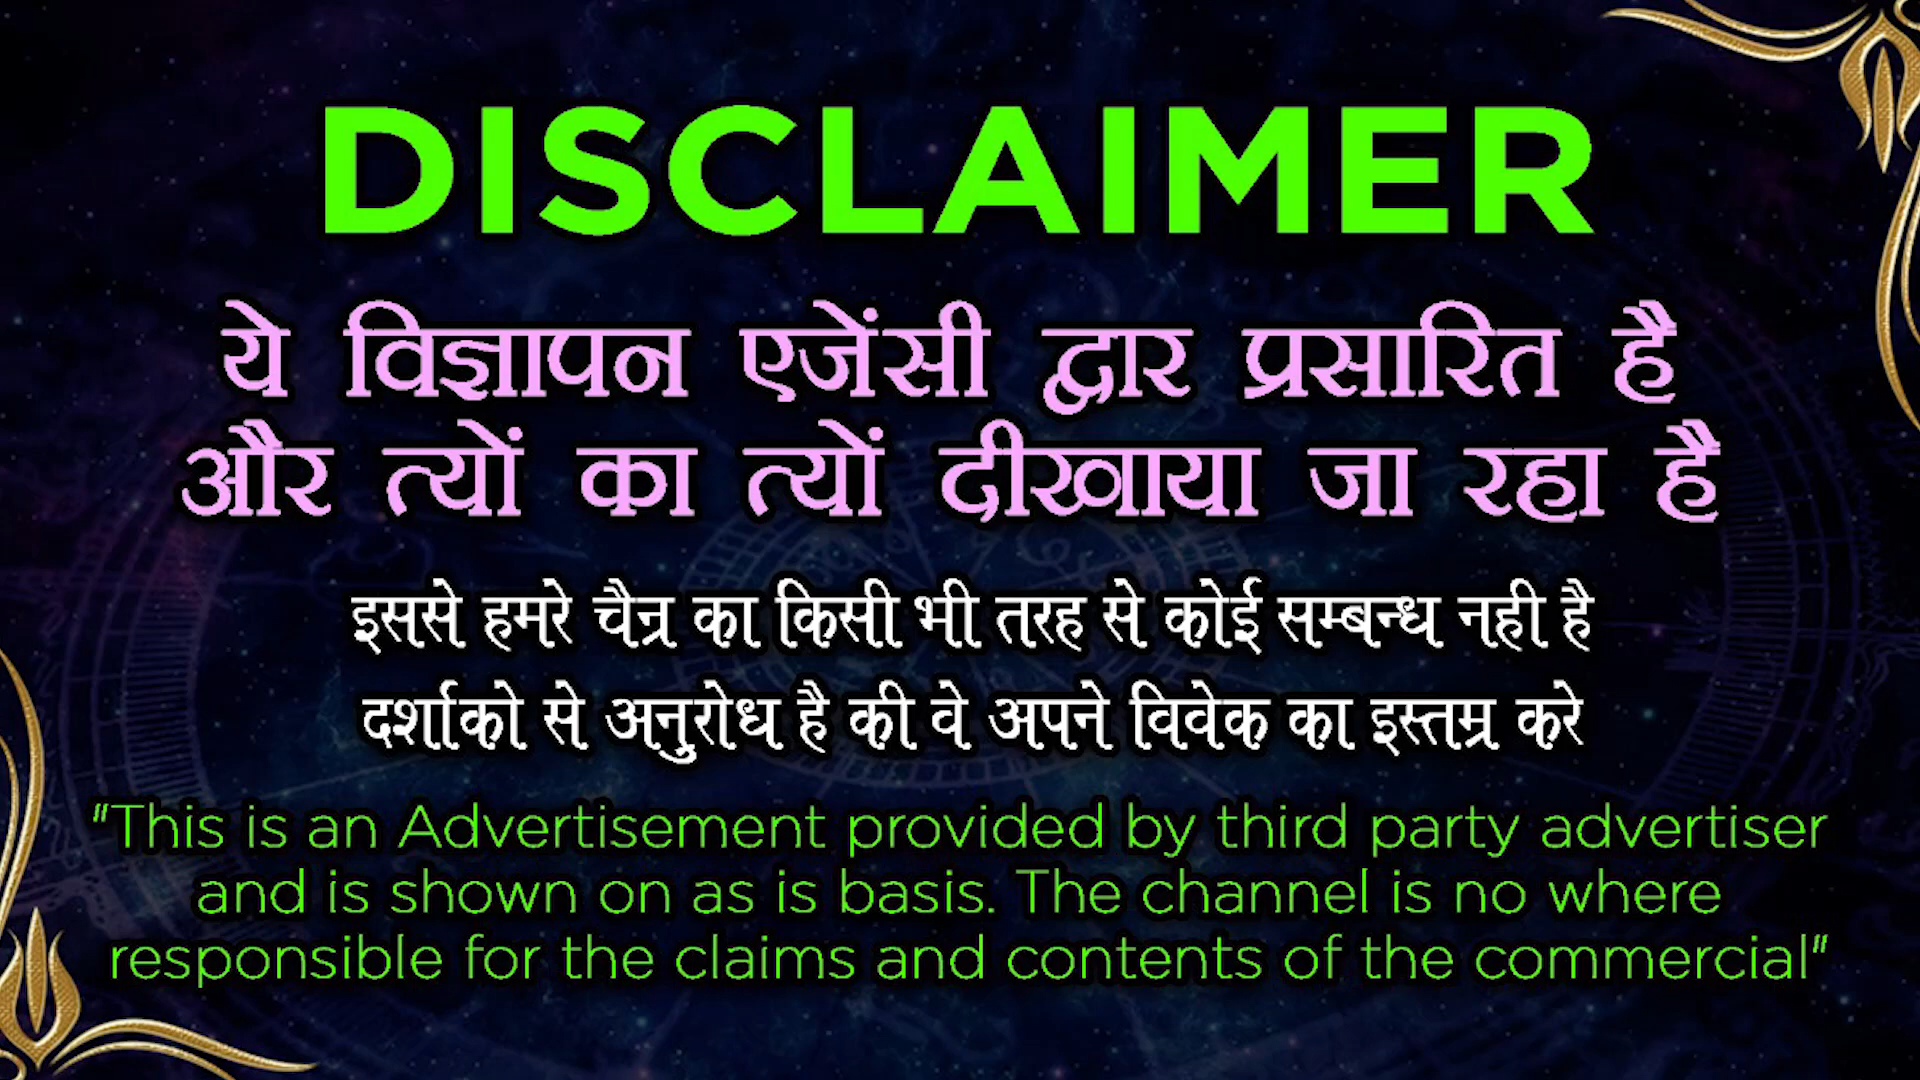 DISCLAIMER
ये विज्ञापन एजेंसी द्वार प्रसारित है
और त्यों का त्यों दीखाया जा रहा है
इससे हमरे चैन्र का किसी भी तरह से कोई सम्बन्ध नही है
दर्शाको से अनुरोध है की वे अपने विवेक का इस्तम्र करे
"This is an Advertisement provided by third party advertiser
and is shown on as is basis. The channel is no where
responsible for the claims and contents of the commercial"